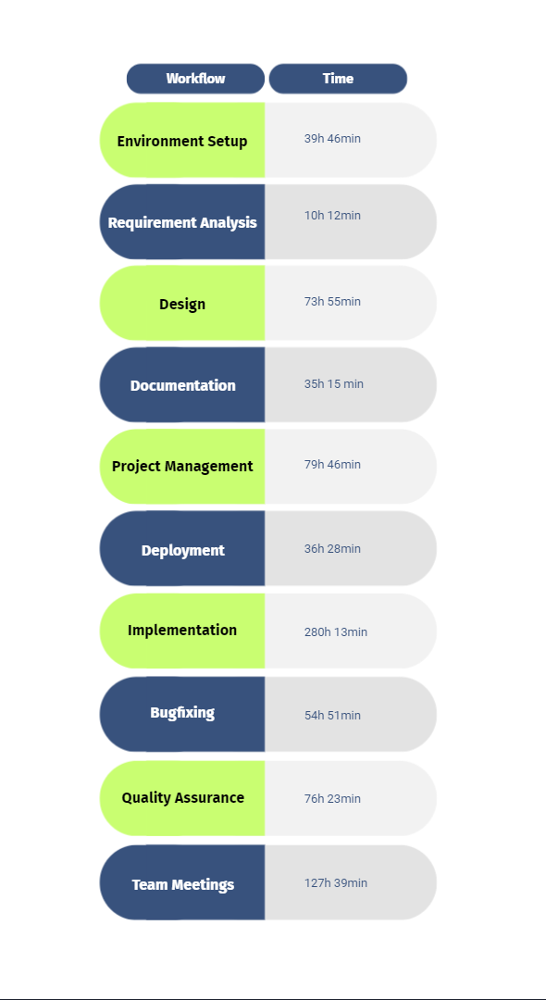 Workflow Time
Environment Setup 39h 46min
Requirement Analysis 10h 12min
Design 73h 55min
Documentation 35h 15 min
Project Management 79h 46min
Deployment 36h 28min
Implementation 280h 13min
Bugfixing 54h 51min
Quality Assurance 76h 23min
Team Meetings 127h 39min